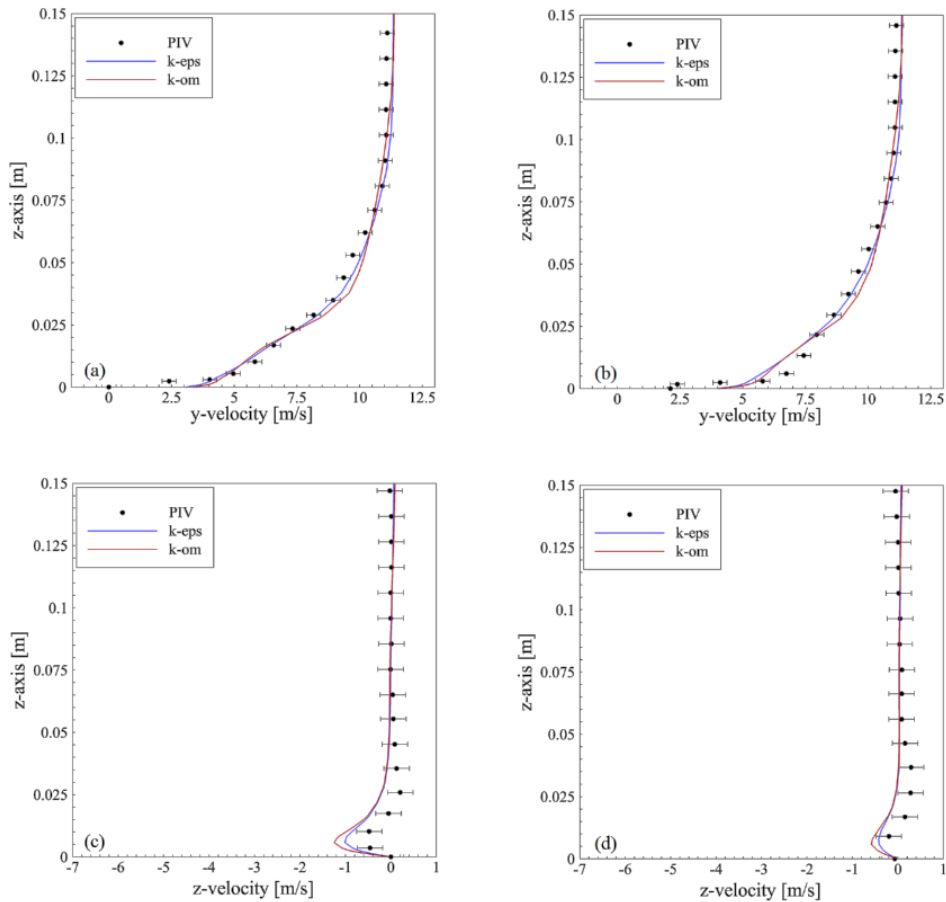 0.15
0.125
0.1
0.075
0.05
0.025
0
z-axis [m]
PIV
k-eps
k-om
(a)
0 2.5 5 7.5 10 12.5
y-velocity [m/s]
0.15
0.125
0.1
0.075
0.05
0.025
0
z-axis [m]
PIV
k-eps
k-om
(b)
0 2.5 5 7.5 10 12.5
y-velocity [m/s]
0.15
0.125
0.1
0.075
0.05
0.025
0
z-axis [m]
PIV
k-eps
k-om
(c)
-7 -6 -5 -4 -3 -2 -1 0 1
z-velocity [m/s]
0.15
0.125
0.1
0.075
0.05
0.025
0
z-axis [m]
PIV
k-eps
k-om
(d)
-7 -6 -5 -4 -3 -2 -1 0 1
z-velocity [m/s]